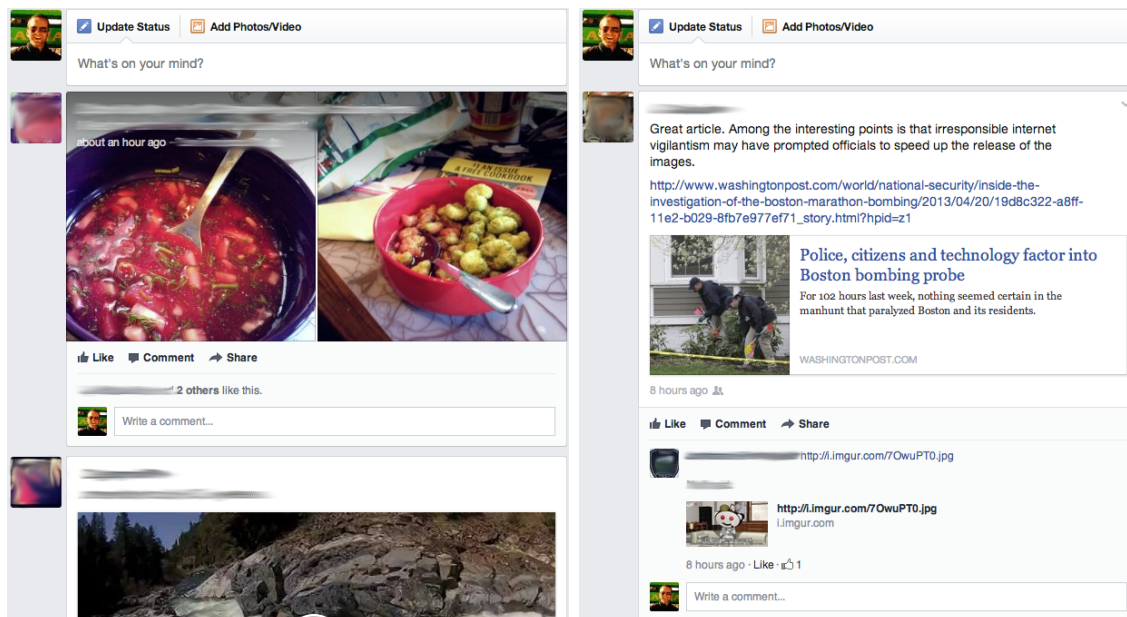 Update Status
Add Photos/Video
What's on your mind?
about an hour ago
#1 AN ISSUE
& FREE COOKBOOK
Like Comment Share
2 others like this.
Write a comment...
Update Status
Add Photos/Video
What's on your mind?
Great article. Among the interesting points is that irresponsible internet
vigilantism may have prompted officials to speed up the release of the
images.
http://www.washingtonpost.com/world/national-security/inside-the-
investigation-of-the-boston-marathon-bombing/2013/04/20/19d8c322-a8ff-
11e2-b029-8fb7e977ef71_story.html?hpid=z1
Police, citizens and technology factor into
Boston bombing probe
For 102 hours last week, nothing seemed certain in the
manhunt that paralyzed Boston and its residents.
WASHINGTONPOST.COM
8 hours ago
Like Comment Share
http://i.imgur.com/7OwuPT0.jpg
http://i.imgur.com/7OwuPT0.jpg
i.imgur.com
8 hours ago · Like · 1
Write a comment...